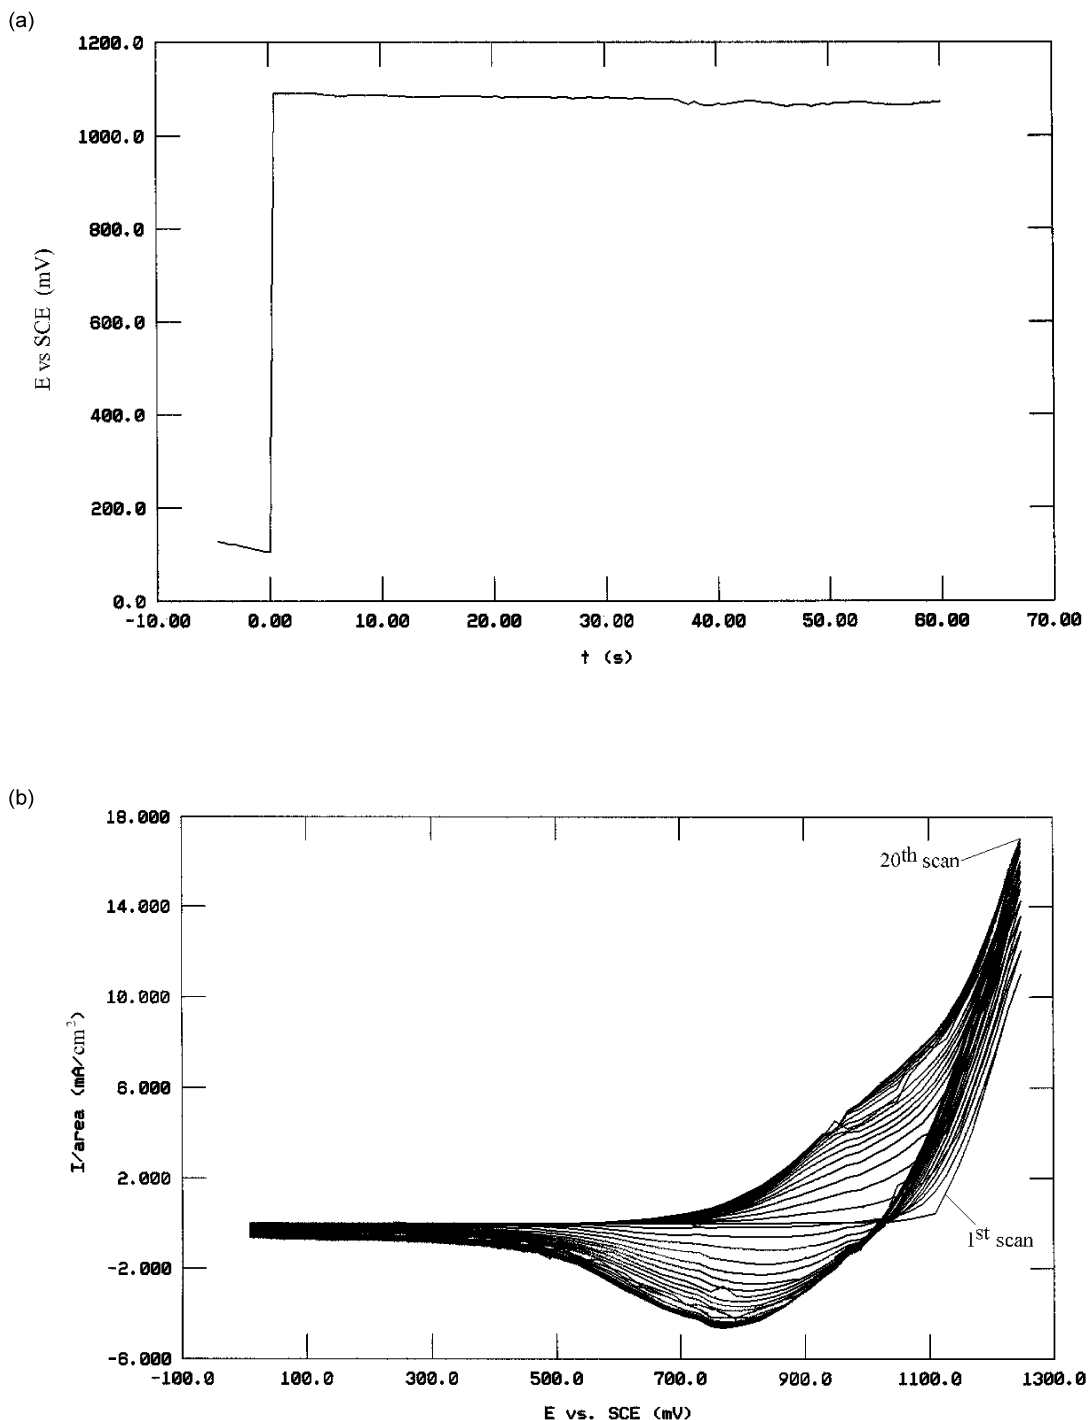 (a)
1200.0
1000.0
800.0
600.0
400.0
200.0
0.0
E vs SCE (mV)
-10.00 0.00 10.00 20.00 30.00 40.00 50.00 60.00 70.00
t (s)
(b)
18.000
14.000
10.000
6.000
2.000
-2.000
-6.000
I/area (mA/cm²)
20th scan
1st scan
-100.0 100.0 300.0 500.0 700.0 900.0 1100.0 1300.0
E vs. SCE (mV)